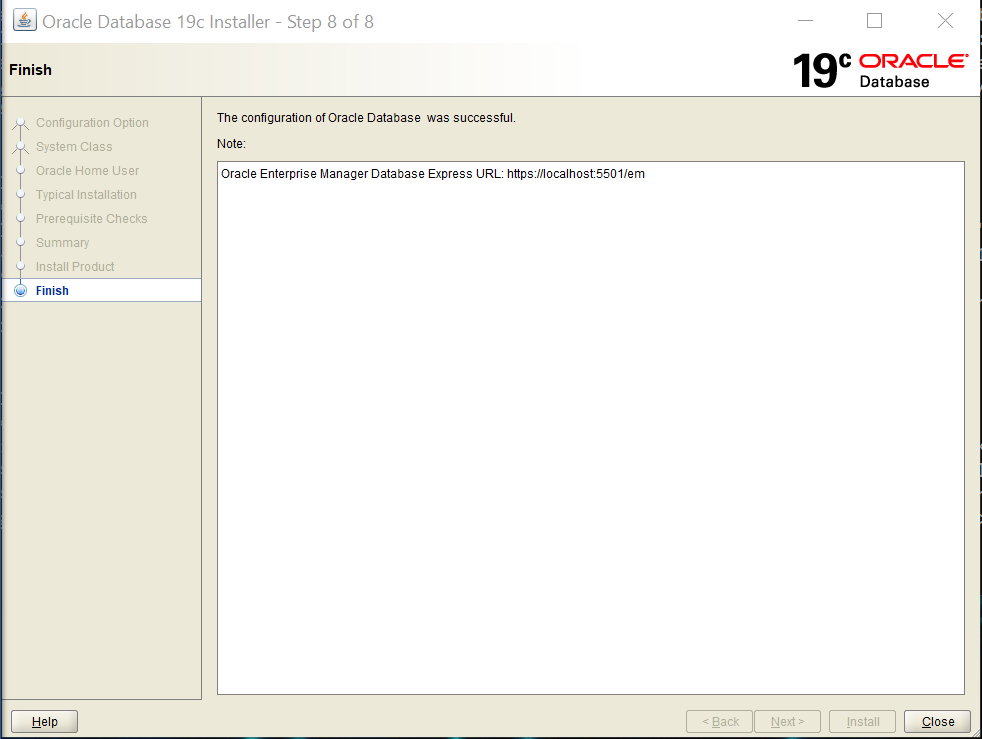 Oracle Database 19c Installer - Step 8 of 8
Finish
19c ORACLE
Database
Configuration Option
System Class
Oracle Home User
Typical Installation
Prerequisite Checks
Summary
Install Product
Finish
The configuration of Oracle Database  was successful.
Note:
Oracle Enterprise Manager Database Express URL: https://localhost:5501/em
Help
< Back
Next >
Install
Close